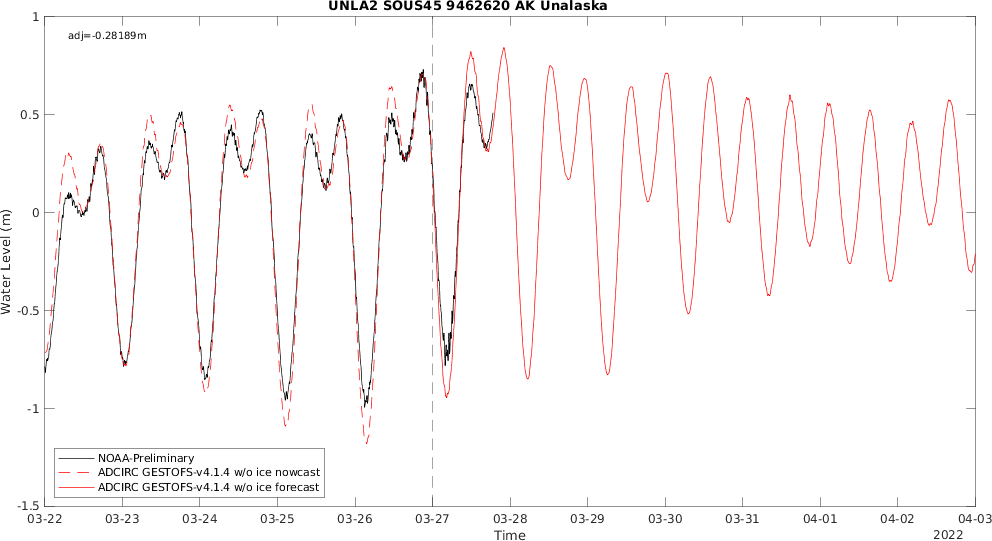 UNLA2 SOUS45 9462620 AK Unalaska
adj=-0.28189m
1
0.5
0
-0.5
-1
-1.5
Water Level (m)
NOAA-Preliminary
ADCIRC GESTOFS-v4.1.4 w/o ice nowcast
ADCIRC GESTOFS-v4.1.4 w/o ice forecast
03-22 03-23 03-24 03-25 03-26 03-27 03-28 03-29 03-30 03-31 04-01 04-02 04-03
Time
2022